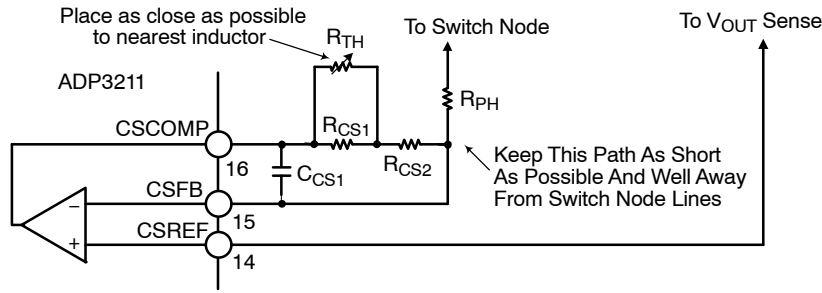 Place as close as possible
to nearest inductor
RTH
To Switch Node
To VOUT Sense
ADP3211
RPH
CSCOMP
RCS1
RCS2
16
CCS1
Keep This Path As Short
As Possible And Well Away
From Switch Node Lines
CSFB
−
15
CSREF
+
14